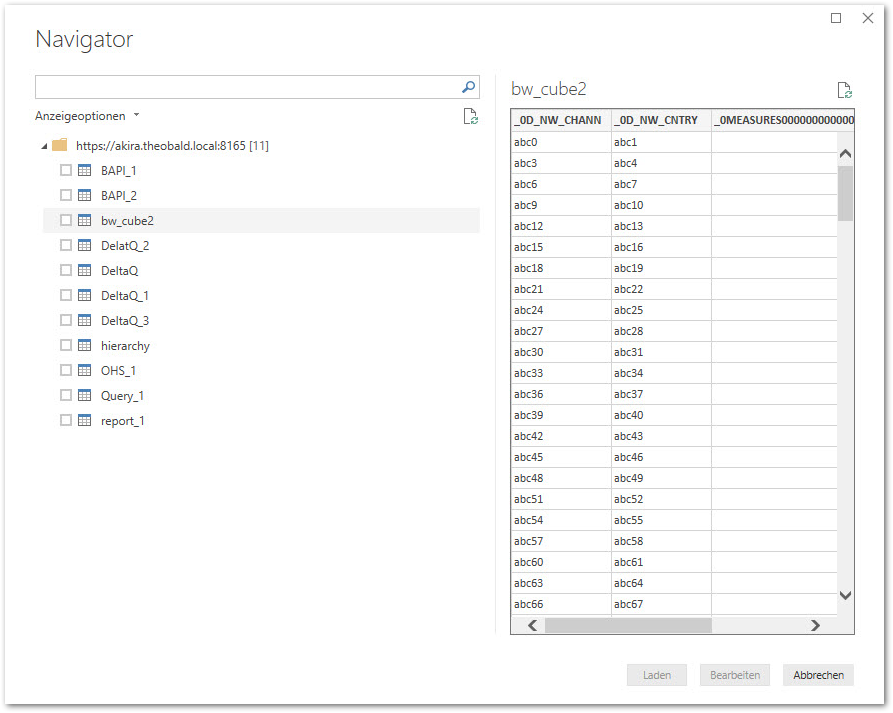 Navigator
Anzeigeoptionen
https://akira.theobald.local:8165 [11]
BAPI_1
BAPI_2
bw_cube2
DelatQ_2
DeltaQ
DeltaQ_1
DeltaQ_3
hierarchy
OHS_1
Query_1
report_1
bw_cube2
_0D_NW_CHANN _0D_NW_CNTRY _0MEASURES000000000000
abc0 abc1
abc3 abc4
abc6 abc7
abc9 abc10
abc12 abc13
abc15 abc16
abc18 abc19
abc21 abc22
abc24 abc25
abc27 abc28
abc30 abc31
abc33 abc34
abc36 abc37
abc39 abc40
abc42 abc43
abc45 abc46
abc48 abc49
abc51 abc52
abc54 abc55
abc57 abc58
abc60 abc61
abc63 abc64
abc66 abc67
Laden Bearbeiten Abbrechen